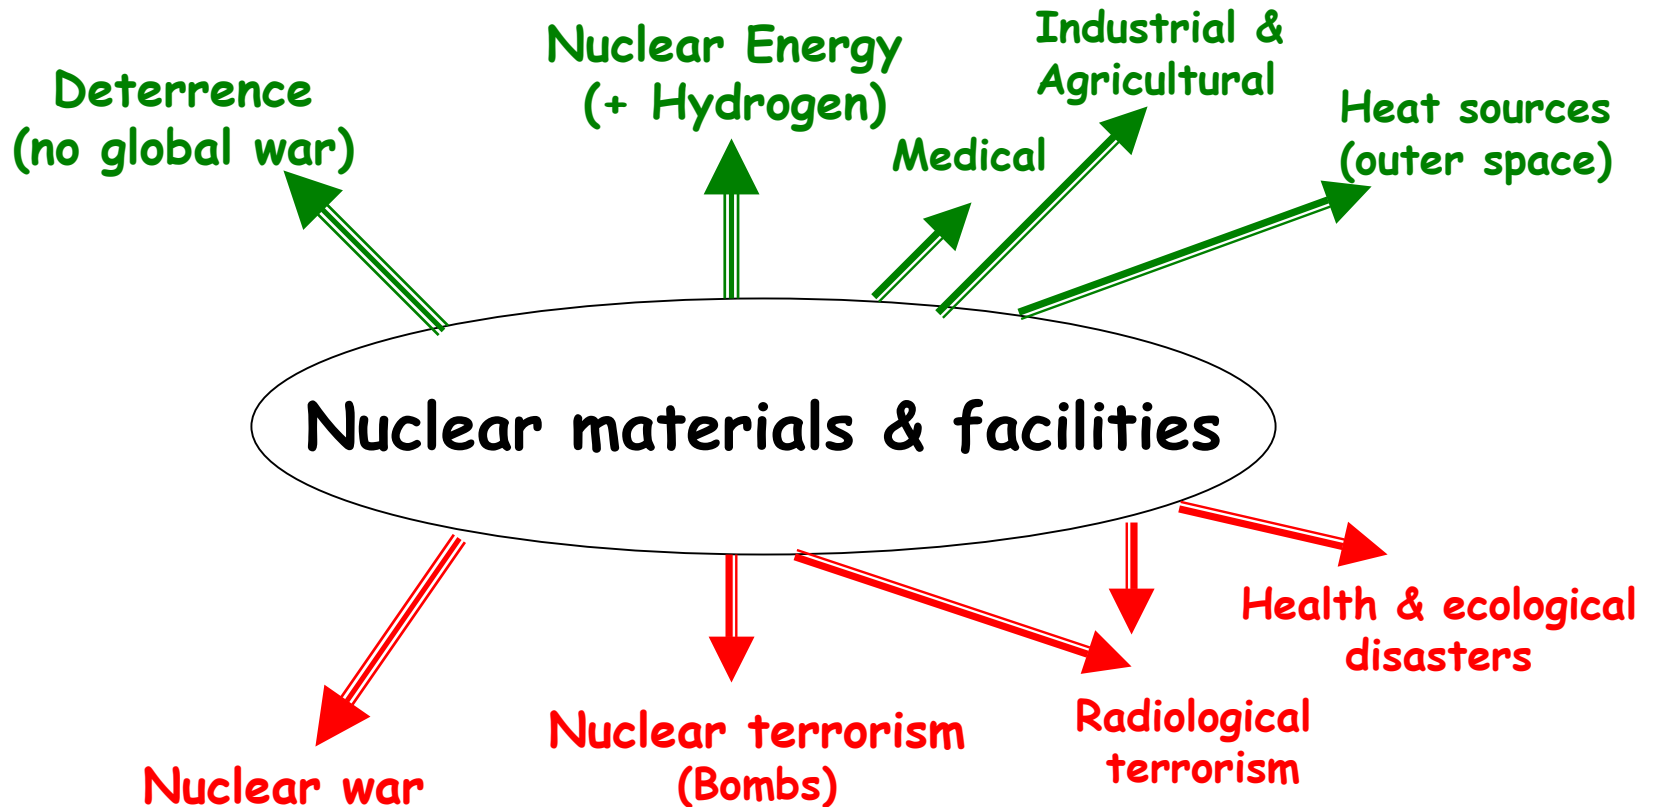 Deterrence
(no global war)
Nuclear Energy
(+ Hydrogen)
Medical
Industrial &
Agricultural
Heat sources
(outer space)
Nuclear materials & facilities
Nuclear war
Nuclear terrorism
(Bombs)
Radiological
terrorism
Health & ecological
disasters